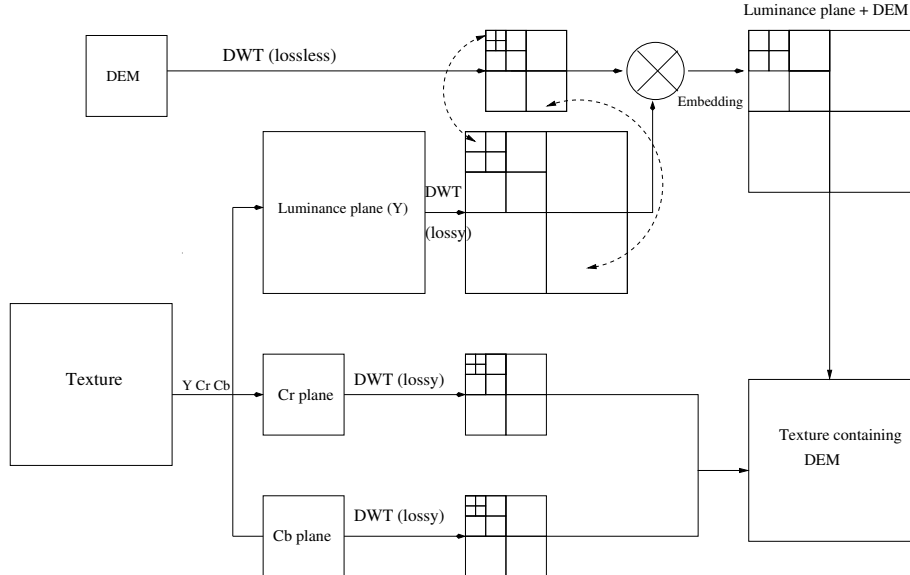 Luminance plane + DEM
DWT (lossless)
DEM
Embedding
DWT
Luminance plane (Y)
(lossy)
Texture
Y Cr Cb
DWT (lossy)
Cr plane
Texture containing
DEM
DWT (lossy)
Cb plane